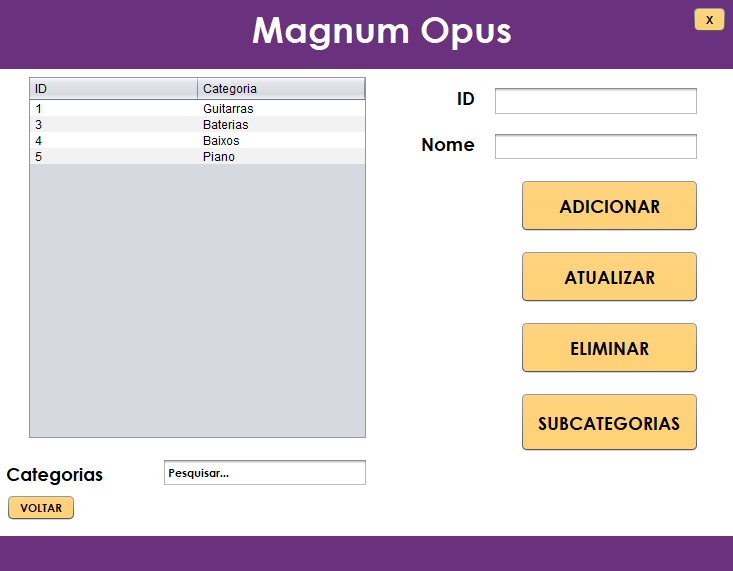 Magnum Opus
X
ID Categoria
1 Guitarras
3 Baterias
4 Baixos
5 Piano
ID
Nome
ADICIONAR
ATUALIZAR
ELIMINAR
SUBCATEGORIAS
Categorias
Pesquisar...
VOLTAR